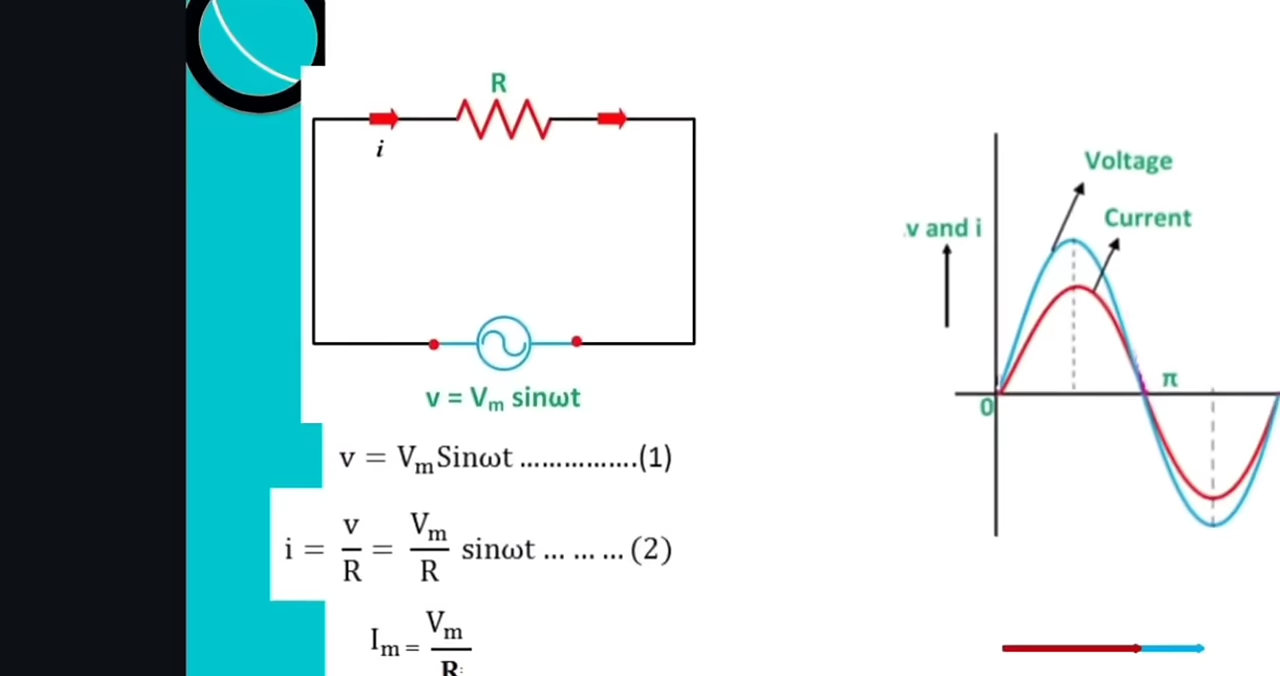 R
i
v = Vₘ sinωt
v = VₘSinωt ................(1)
i = v/R = Vₘ/R sinωt ... ... ... (2)
Iₘ = Vₘ/R
Voltage
Current
v and i
π
0